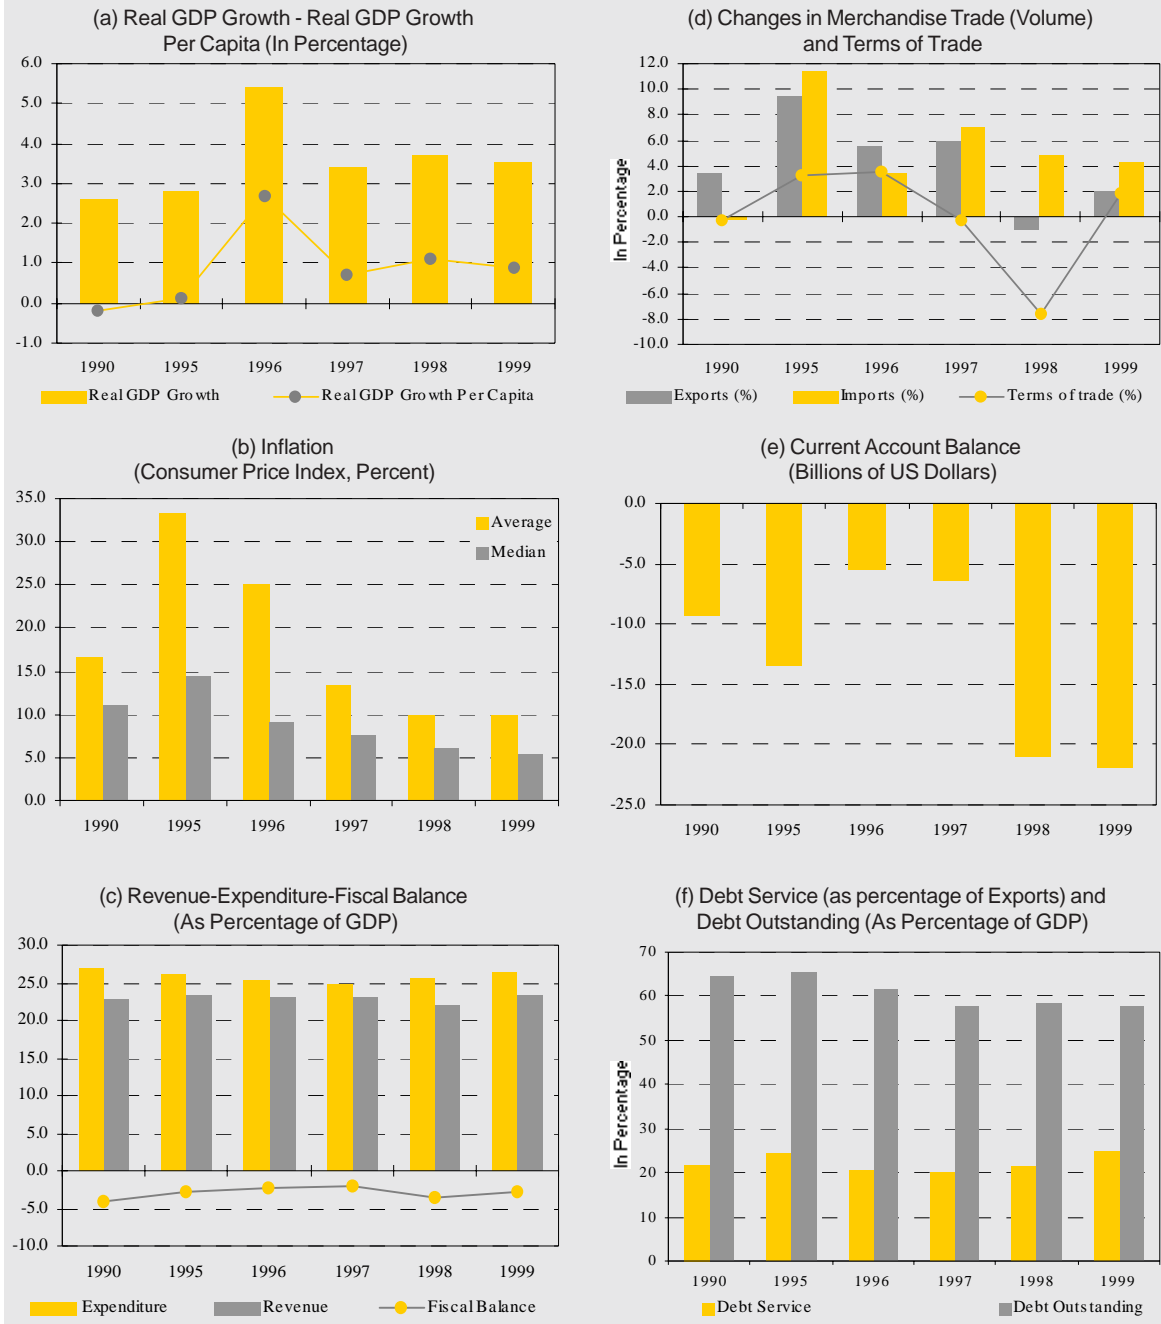 (a) Real GDP Growth - Real GDP Growth
Per Capita (In Percentage)
6.0
5.0
4.0
3.0
2.0
1.0
0.0
-1.0
1990 1995 1996 1997 1998 1999
Real GDP Growth Real GDP Growth Per Capita
(b) Inflation
(Consumer Price Index, Percent)
35.0
30.0
25.0
20.0
15.0
10.0
5.0
0.0
Average
Median
1990 1995 1996 1997 1998 1999
(c) Revenue-Expenditure-Fiscal Balance
(As Percentage of GDP)
30.0
25.0
20.0
15.0
10.0
5.0
0.0
-5.0
-10.0
1990 1995 1996 1997 1998 1999
Expenditure Revenue Fiscal Balance
(d) Changes in Merchandise Trade (Volume)
and Terms of Trade
In Percentage
12.0
10.0
8.0
6.0
4.0
2.0
0.0
-2.0
-4.0
-6.0
-8.0
-10.0
1990 1995 1996 1997 1998 1999
Exports (%) Imports (%) Terms of trade (%)
(e) Current Account Balance
(Billions of US Dollars)
0.0
-5.0
-10.0
-15.0
-20.0
-25.0
1990 1995 1996 1997 1998 1999
(f) Debt Service (as percentage of Exports) and
Debt Outstanding (As Percentage of GDP)
In Percentage
70
60
50
40
30
20
10
0
1990 1995 1996 1997 1998 1999
Debt Service Debt Outstanding